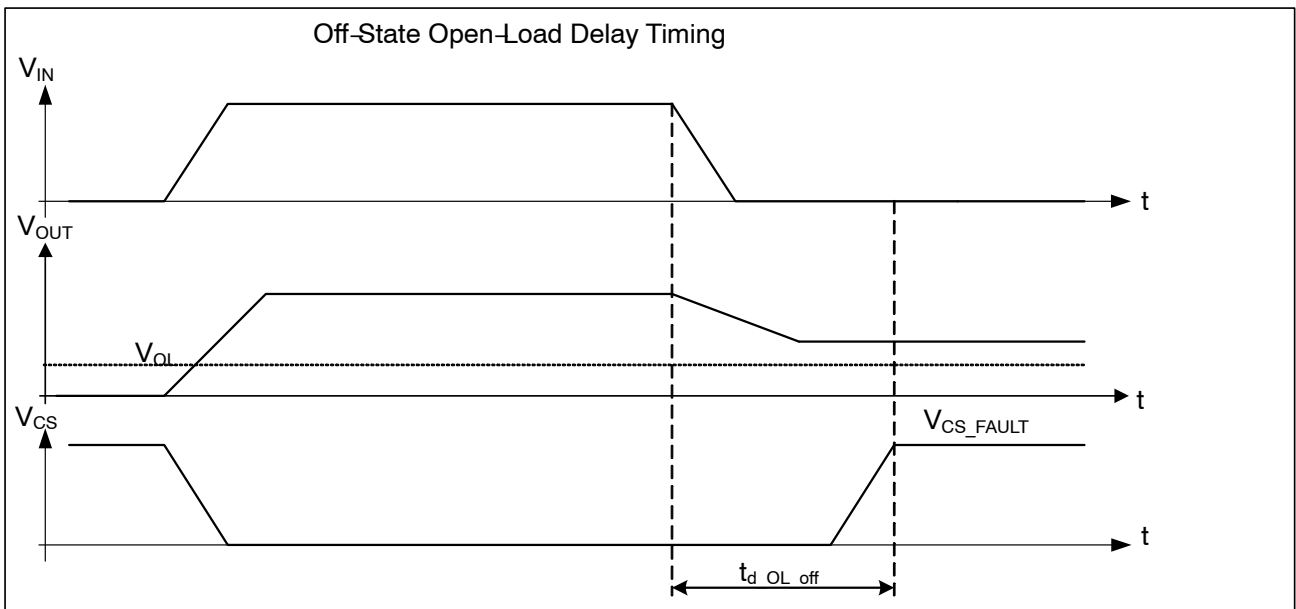 Off-State Open-Load Delay Timing
V_IN
t
V_OUT
V_OL
t
V_CS
V_CS_FAULT
t
t_d_OL_off